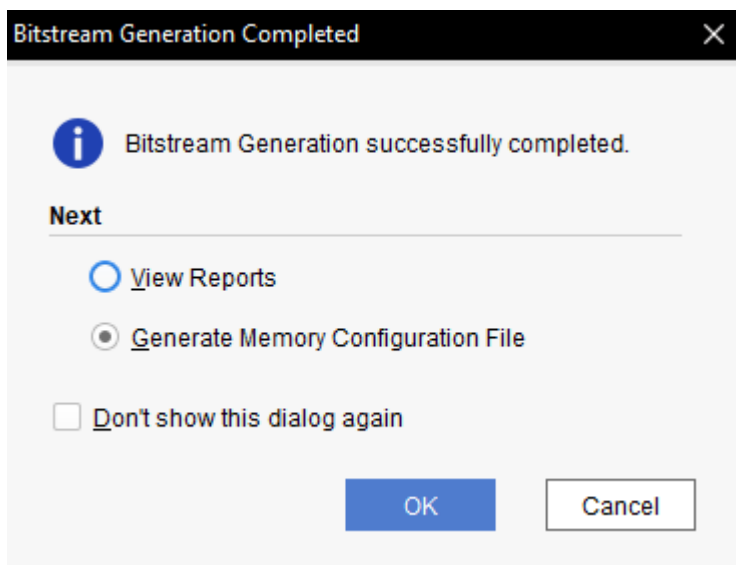 Bitstream Generation Completed
Bitstream Generation successfully completed.
Next
View Reports
Generate Memory Configuration File
Don't show this dialog again
OK
Cancel